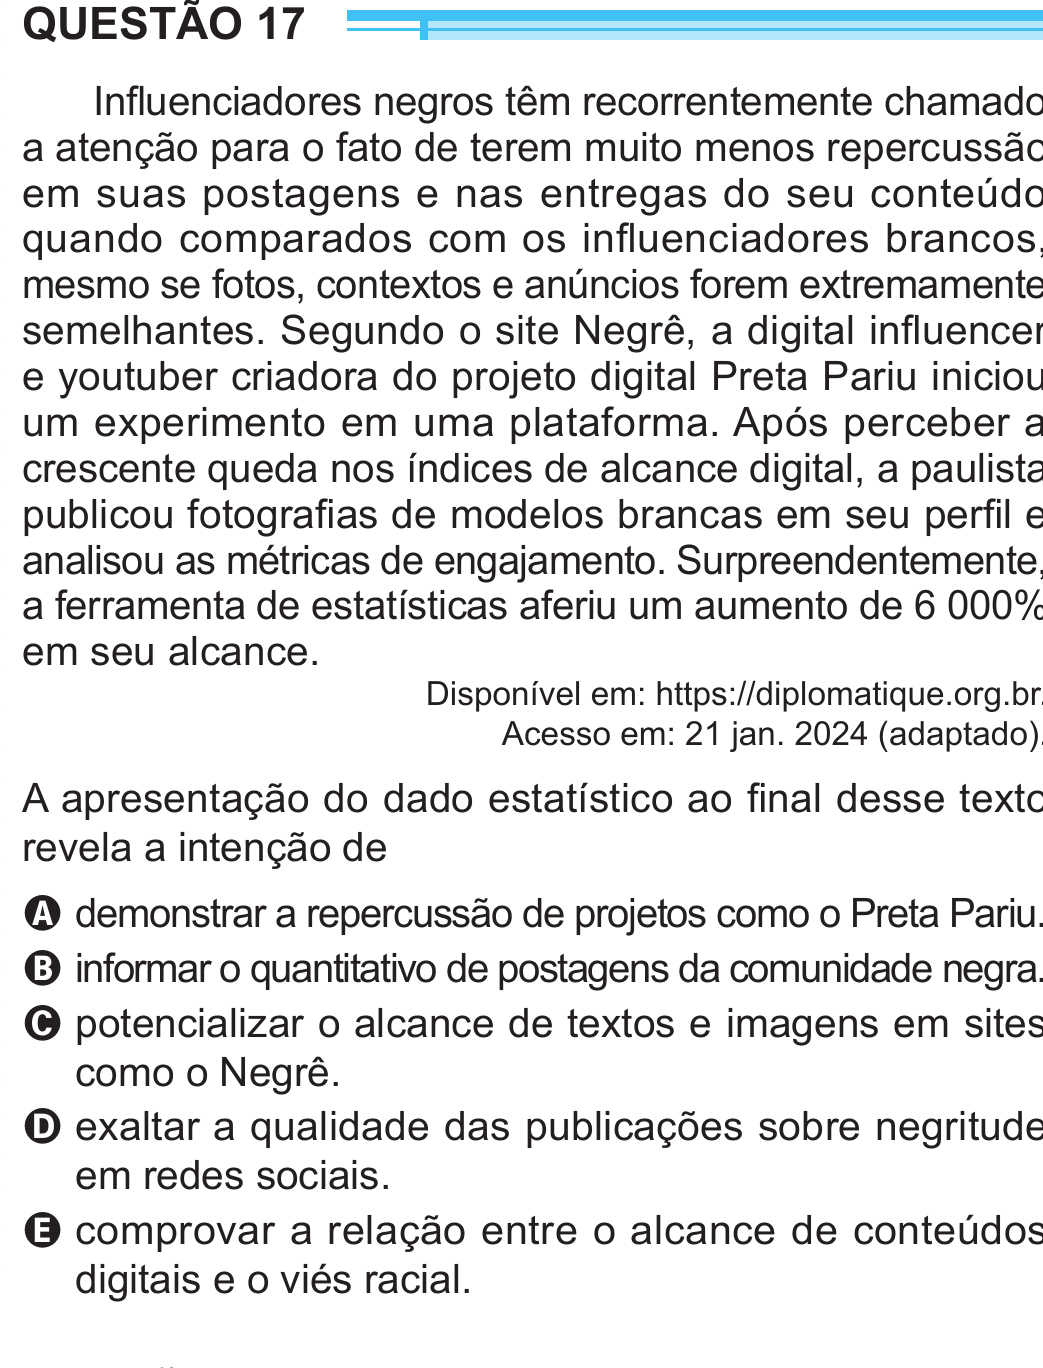 QUESTÃO 17
Influenciadores negros têm recorrentemente chamado
a atenção para o fato de terem muito menos repercussão
em suas postagens e nas entregas do seu conteúdo
quando comparados com os influenciadores brancos,
mesmo se fotos, contextos e anúncios forem extremamente
semelhantes. Segundo o site Negrê, a digital influencer
e youtuber criadora do projeto digital Preta Pariu iniciou
um experimento em uma plataforma. Após perceber a
crescente queda nos índices de alcance digital, a paulista
publicou fotografias de modelos brancas em seu perfil e
analisou as métricas de engajamento. Surpreendentemente,
a ferramenta de estatísticas aferiu um aumento de 6 000%
em seu alcance.
Disponível em: https://diplomatique.org.br.
Acesso em: 21 jan. 2024 (adaptado).
A apresentação do dado estatístico ao final desse texto
revela a intenção de
A demonstrar a repercussão de projetos como o Preta Pariu.
B informar o quantitativo de postagens da comunidade negra.
C potencializar o alcance de textos e imagens em sites
como o Negrê.
D exaltar a qualidade das publicações sobre negritude
em redes sociais.
E comprovar a relação entre o alcance de conteúdos
digitais e o viés racial.